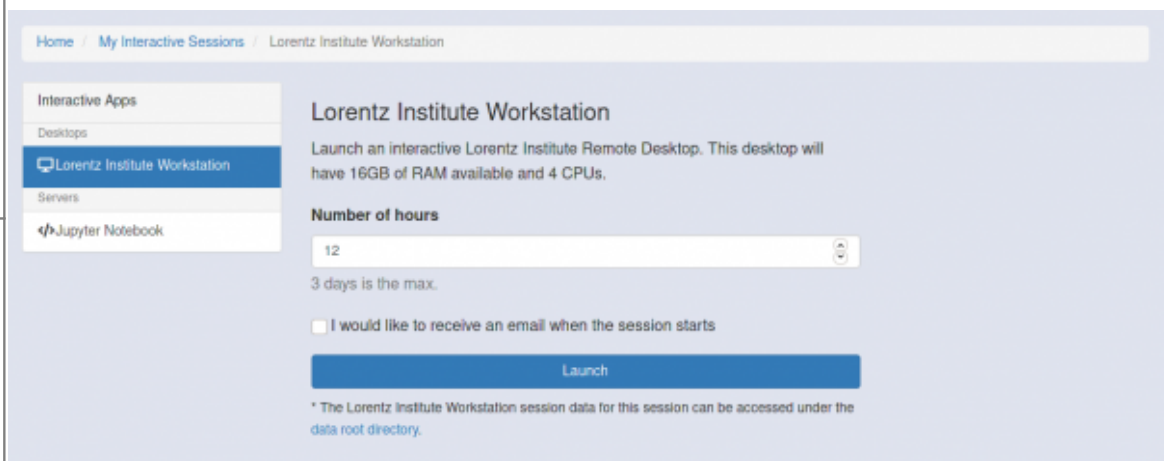 Home / My Interactive Sessions / Lorentz Institute Workstation
Interactive Apps
Desktops
Lorentz Institute Workstation
Servers
</>Jupyter Notebook
Lorentz Institute Workstation
Launch an interactive Lorentz Institute Remote Desktop. This desktop will
have 16GB of RAM available and 4 CPUs.
Number of hours
12
3 days is the max.
I would like to receive an email when the session starts
Launch
* The Lorentz Institute Workstation session data for this session can be accessed under the
data root directory.